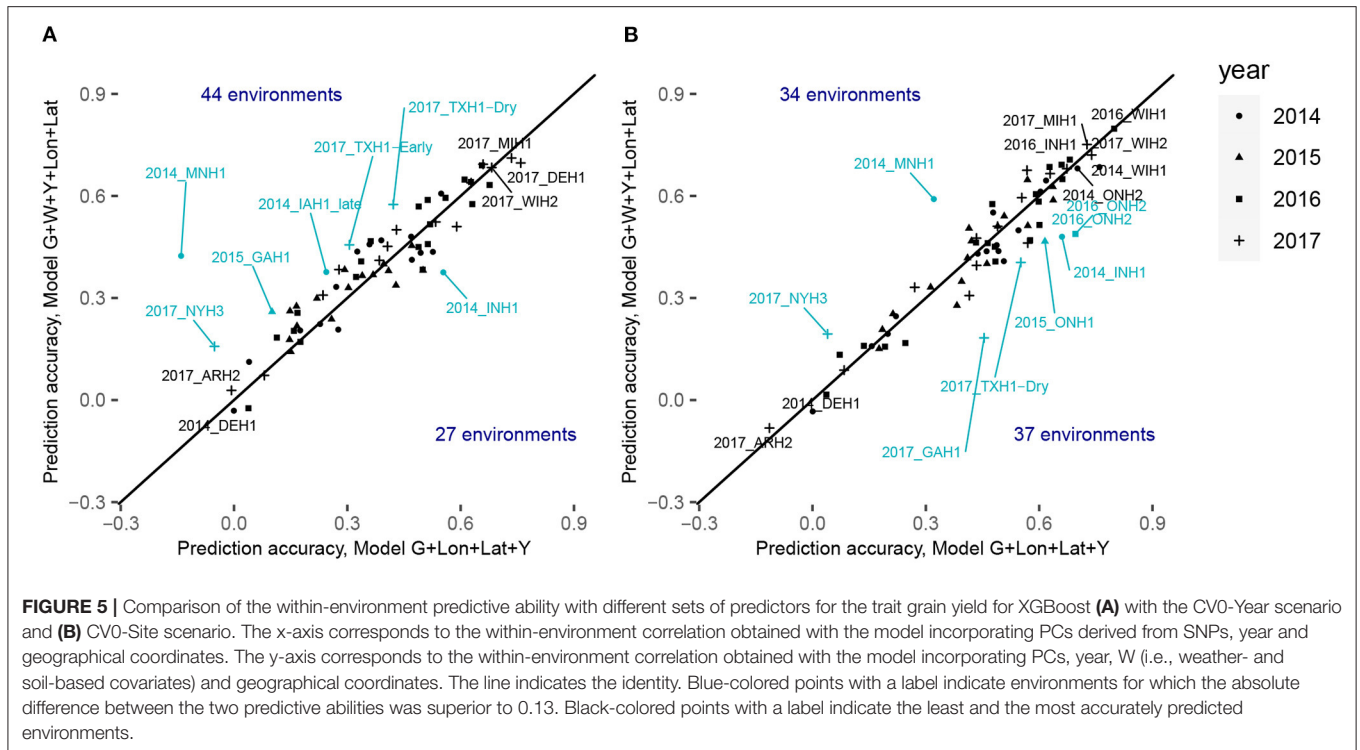 A
B
44 environments
34 environments
27 environments
37 environments
2017_TXH1−Dry
2017_TXH1−Early
2017_MIH1
2014_MNH1
2017_DEH1
2014_IAH1_late
2017_WIH2
2015_GAH1
2014_INH1
2017_NYH3
2017_ARH2
2014_DEH1
0.9
0.6
0.3
0.0
−0.3
−0.3 0.0 0.3 0.6 0.9
Prediction accuracy, Model G+W+Y+Lon+Lat
Prediction accuracy, Model G+Lon+Lat+Y
2016_WIH1
2017_MIH1
2016_INH1
2017_WIH2
2014_MNH1
2014_WIH1
2014_ONH2
2016_ONH2
2016_ONH2
2014_INH1
2017_NYH3
2015_ONH1
2017_TXH1−Dry
2014_DEH1
2017_ARH2
2017_GAH1
0.9
0.6
0.3
0.0
−0.3
−0.3 0.0 0.3 0.6 0.9
Prediction accuracy, Model G+W+Y+Lon+Lat
Prediction accuracy, Model G+Lon+Lat+Y
year
2014
2015
2016
2017
FIGURE 5 | Comparison of the within-environment predictive ability with different sets of predictors for the trait grain yield for XGBoost (A) with the CV0-Year scenario
and (B) CV0-Site scenario. The x-axis corresponds to the within-environment correlation obtained with the model incorporating PCs derived from SNPs, year and
geographical coordinates. The y-axis corresponds to the within-environment correlation obtained with the model incorporating PCs, year, W (i.e., weather- and
soil-based covariates) and geographical coordinates. The line indicates the identity. Blue-colored points with a label indicate environments for which the absolute
difference between the two predictive abilities was superior to 0.13. Black-colored points with a label indicate the least and the most accurately predicted
environments.